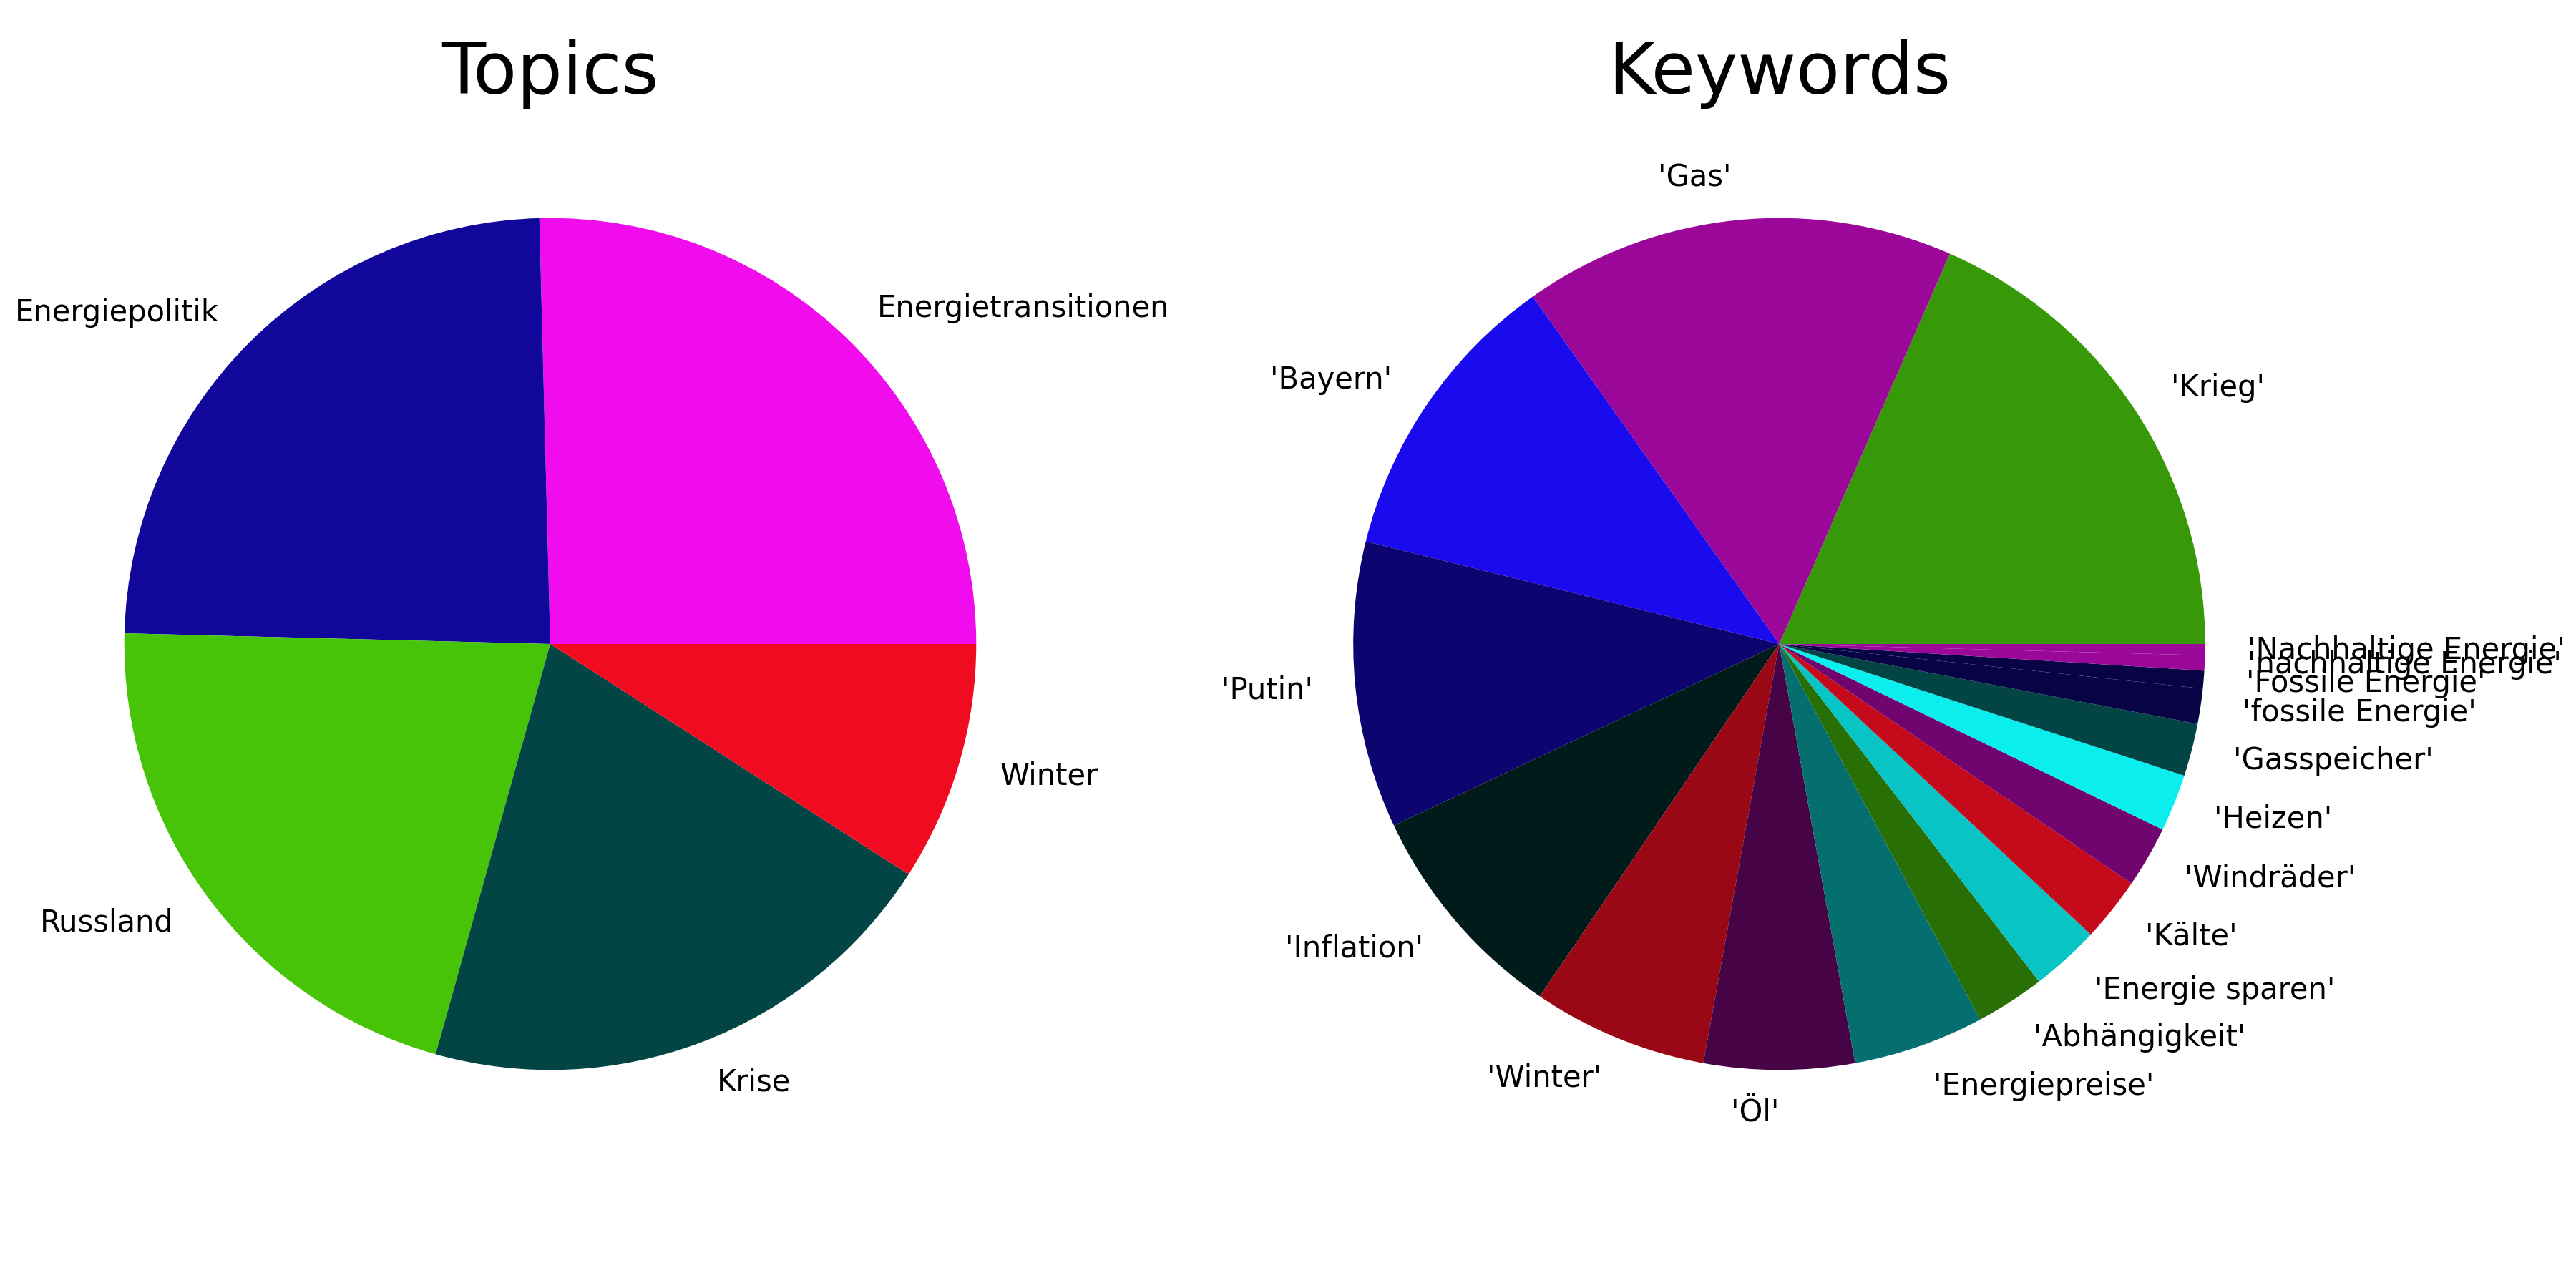 Topics
Energietransitionen
Energiepolitik
Russland
Krise
Winter
Keywords
'Krieg'
'Gas'
'Bayern'
'Putin'
'Inflation'
'Winter'
'Öl'
'Energiepreise'
'Abhängigkeit'
'Energie sparen'
'Kälte'
'Windräder'
'Heizen'
'Gasspeicher'
'fossile Energie'
'Fossile Energie'
'nachhaltige Energie'
'Nachhaltige Energie'